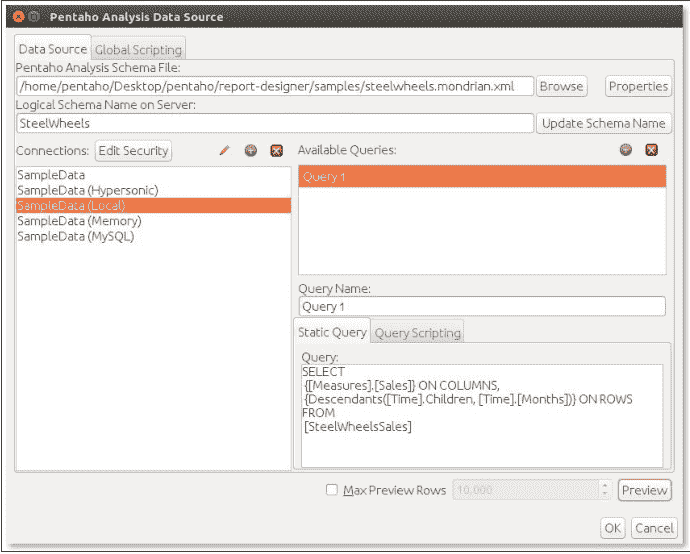 Pentaho Analysis Data Source
Data Source Global Scripting
Pentaho Analysis Schema File:
/home/pentaho/Desktop/pentaho/report-designer/samples/steelwheels.mondrian.xml Browse Properties
Logical Schema Name on Server:
SteelWheels Update Schema Name
Connections: Edit Security Available Queries:
SampleData
SampleData (Hypersonic)
SampleData (Local)
SampleData (Memory)
SampleData (MySQL)
Query 1
Query Name:
Query 1
Static Query Query Scripting
Query:
SELECT
{[Measures].[Sales]} ON COLUMNS,
{Descendants([Time].Children, [Time].[Months])} ON ROWS
FROM
[SteelWheelsSales]
Max Preview Rows 10,000 Preview
OK Cancel